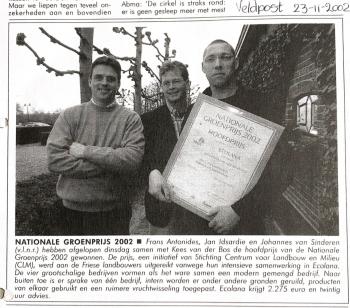 Maar we liepen tegen teveel on-
zekerheden aan en bovendien
Abma: 'De cirkel is straks rond:
er is geen gesleep meer met mest
Veldpost 23-11-2002
NATIONALE
GROENPRIJS 2002
HOOFDPRIJS
ECOLANA
NATIONALE GROENPRIJS 2002 ■ Frans Antonides, Jan Idsardie en Johannes van Sinderen
(v.l.n.r.) hebben afgelopen dinsdag samen met Kees van der Bos de hoofdprijs van de Nationale
Groenprijs 2002 gewonnen. De prijs, een initiatief van Stichting Centrum voor Landbouw en Milieu
(CLM), werd aan de Friese landbouwers uitgereikt vanwege hun intensieve samenwerking in Ecolana.
De vier grootschalige bedrijven vormen als het ware samen een modern gemengd bedrijf. Naar
buiten toe is er sprake van één bedrijf, intern worden er onder andere gronden geruild, producten
van elkaar gebruikt en een ruimere vruchtwisseling toegepast. Ecolana krijgt 2.275 euro en twintig
uur advies.